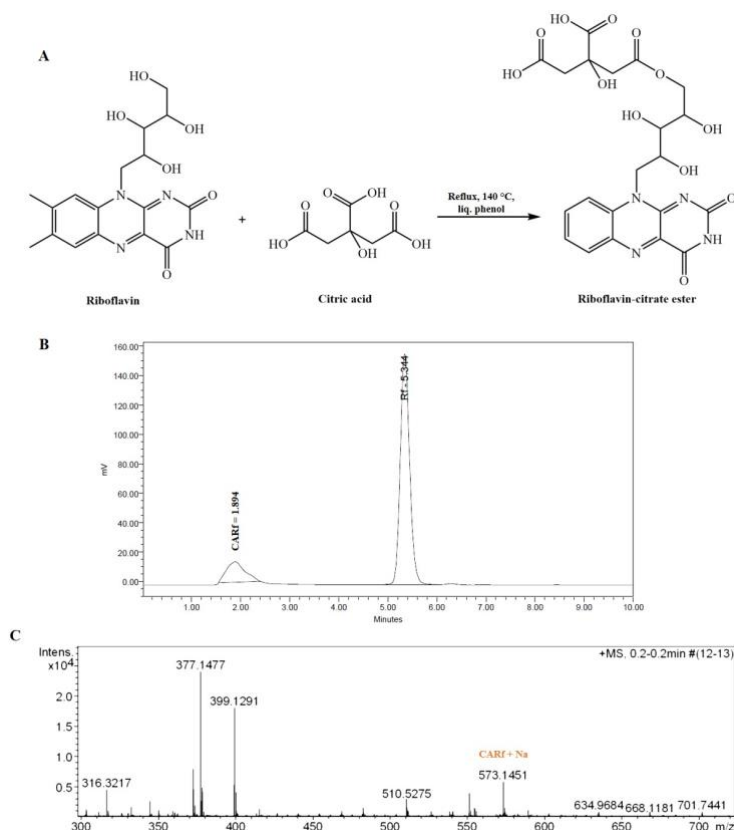 A
HO
O
HO
O
O
HO
OH
O
HO
HO
OH
HO
OH
N
N
O
NH
N
O
Riboflavin
+
O
OH
O
O
HO
OH
OH
Citric acid
Reflux, 140 °C,
liq. phenol
HO
OH
OH
N
N
O
NH
N
O
Riboflavin-citrate ester
B
160.00
140.00
120.00
100.00
80.00
60.00
40.00
20.00
0.00
mV
CARf = 1.894
Rf - 5.344
1.00 2.00 3.00 4.00 5.00 6.00 7.00 8.00 9.00 10.00
Minutes
C
Intens.
x10⁴
+MS. 0.2-0.2min #(12-13)
377.1477
2.0
399.1291
1.5
1.0
CARf + Na
573.1451
0.5
316.3217
510.5275
634.9684
668.1181
701.7441
300 350 400 450 500 550 600 650 700 m/z